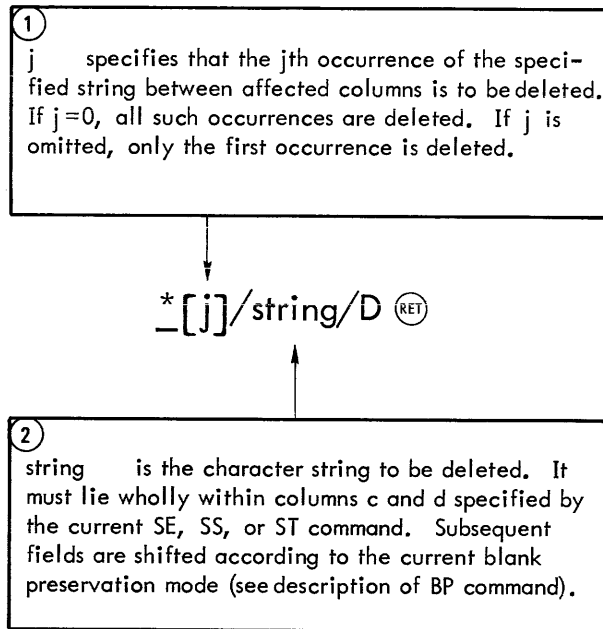 1
j specifies that the jth occurrence of the speci-
fied string between affected columns is to be deleted.
If j=0, all such occurrences are deleted. If j is
omitted, only the first occurrence is deleted.
*[j]/string/D RET
2
string is the character string to be deleted. It
must lie wholly within columns c and d specified by
the current SE, SS, or ST command. Subsequent
fields are shifted according to the current blank
preservation mode (see description of BP command).